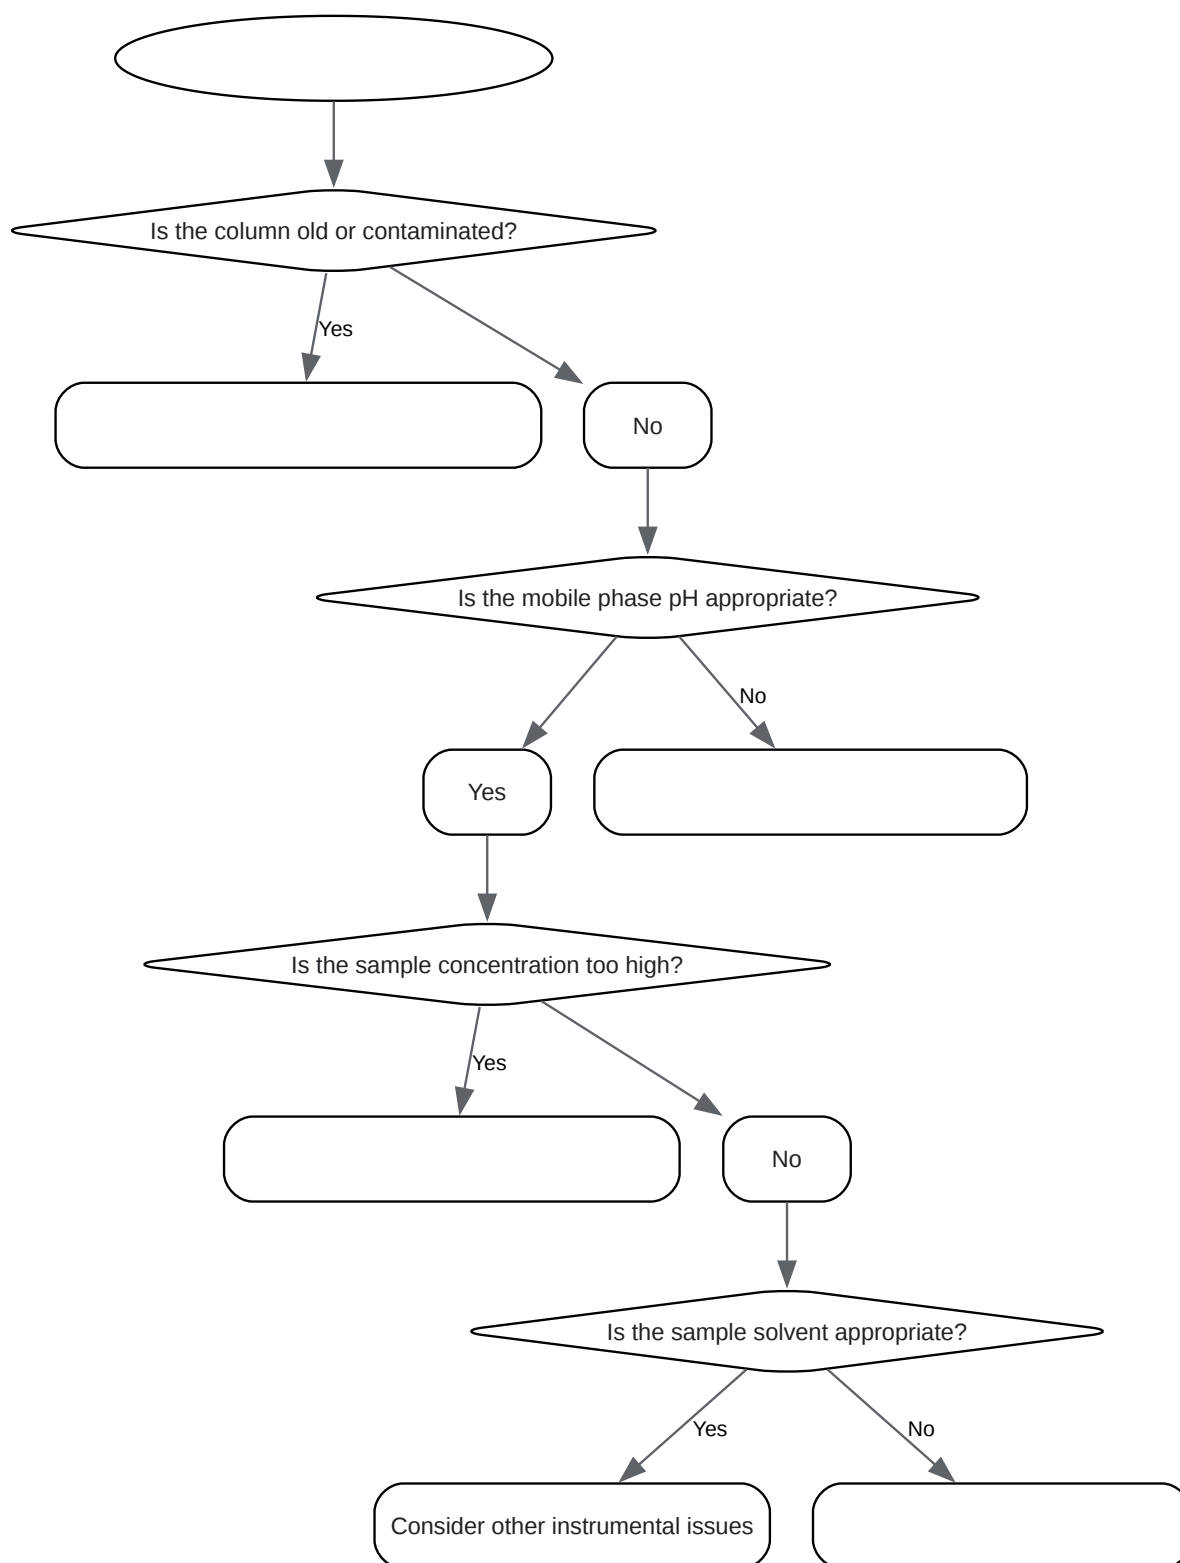 Is the column old or contaminated?
Yes
No
Is the mobile phase pH appropriate?
No
Yes
Is the sample concentration too high?
Yes
No
Is the sample solvent appropriate?
Yes
No
Consider other instrumental issues